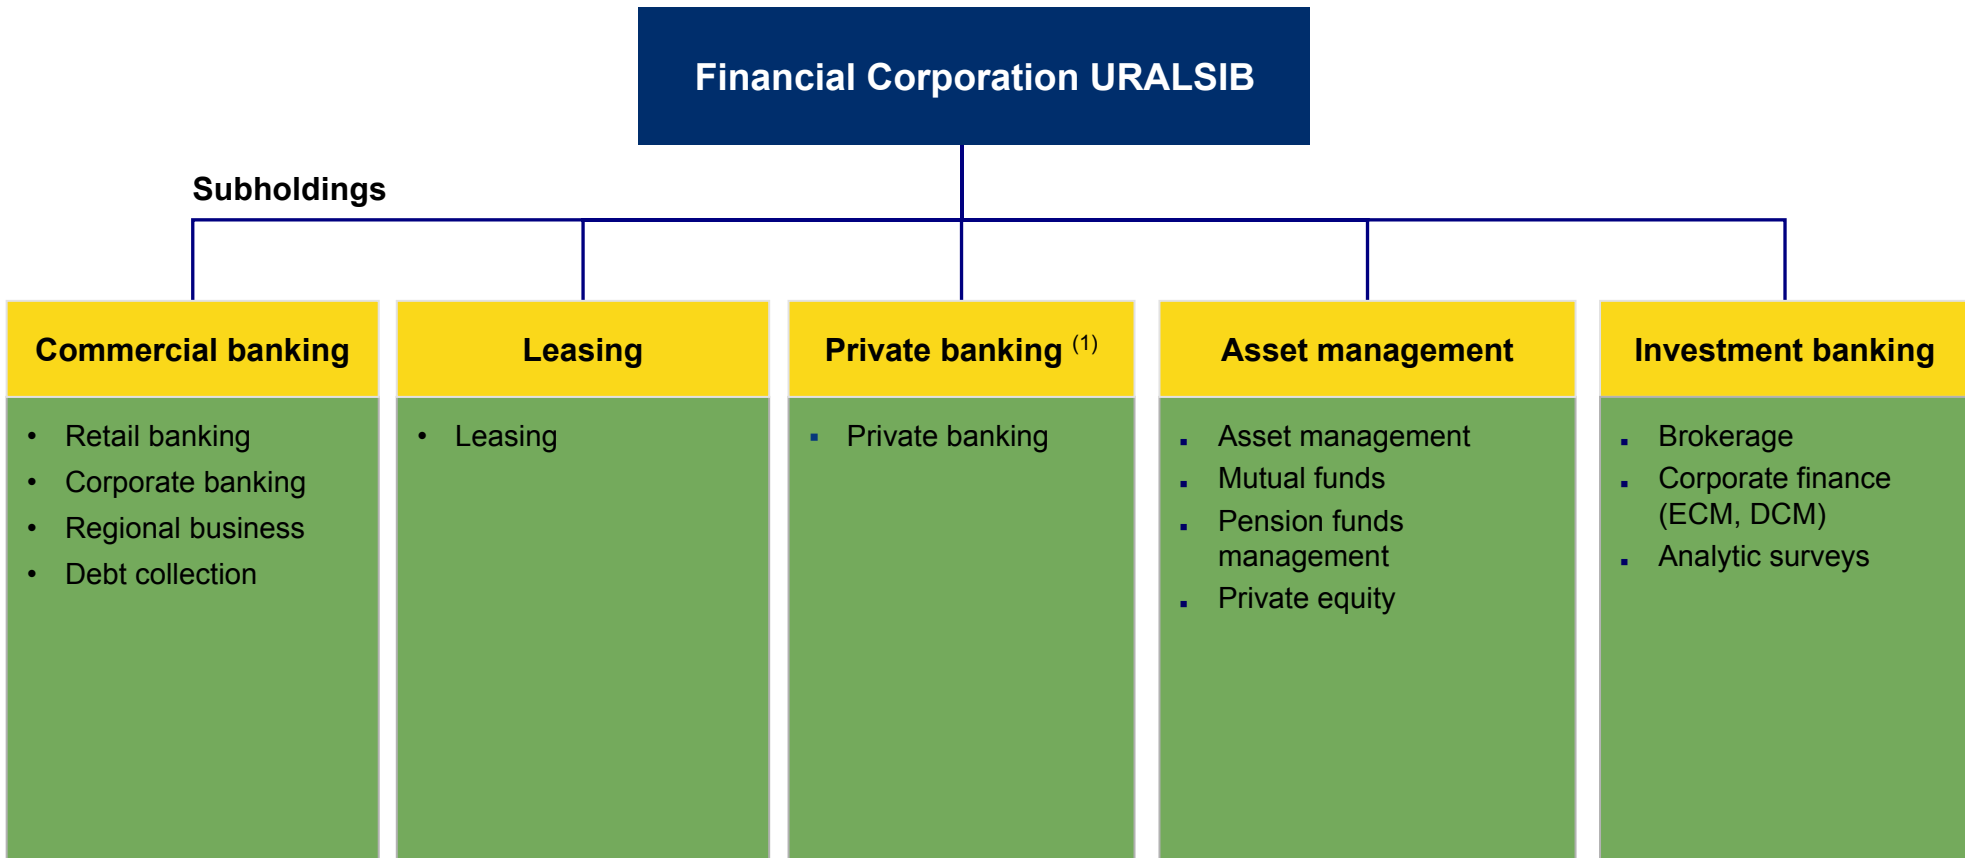 Financial Corporation URALSIB
Subholdings
Commercial banking
• Retail banking
• Corporate banking
• Regional business
• Debt collection
Leasing
• Leasing
Private banking (1)
▪ Private banking
Asset management
▪ Asset management
▪ Mutual funds
▪ Pension funds
management
▪ Private equity
Investment banking
▪ Brokerage
▪ Corporate finance
(ECM, DCM)
▪ Analytic surveys